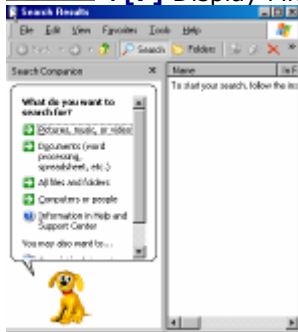 Display
Search Results
File Edit View Favorites Tools Help
Search Folders »
Search Companion × Name In F
To start your search, follow the ins
What do you want to
search for?
Pictures, music, or video
Documents (word
processing,
spreadsheet, etc.)
All files and folders
Computers or people
Information in Help and
Support Center
You may also want to...